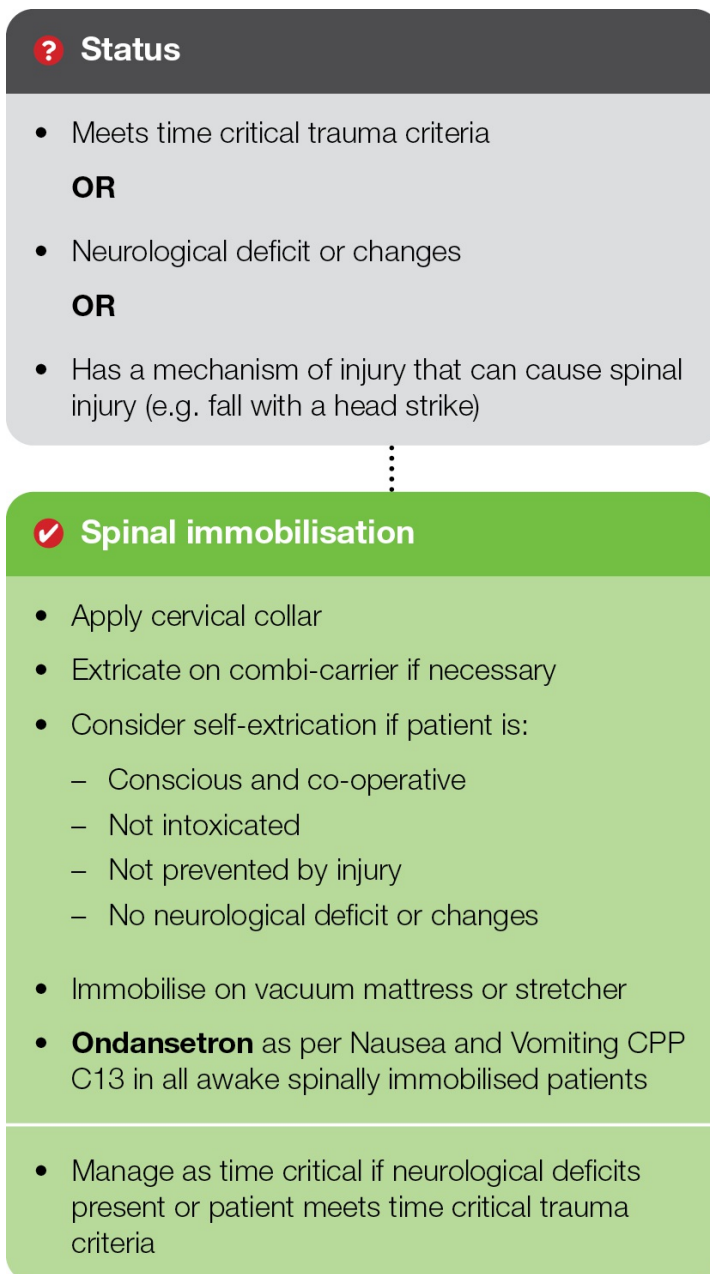 Status
• Meets time critical trauma criteria
OR
• Neurological deficit or changes
OR
• Has a mechanism of injury that can cause spinal
injury (e.g. fall with a head strike)
Spinal immobilisation
• Apply cervical collar
• Extricate on combi-carrier if necessary
• Consider self-extrication if patient is:
– Conscious and co-operative
– Not intoxicated
– Not prevented by injury
– No neurological deficit or changes
• Immobilise on vacuum mattress or stretcher
• Ondansetron as per Nausea and Vomiting CPP
C13 in all awake spinally immobilised patients
• Manage as time critical if neurological deficits
present or patient meets time critical trauma
criteria